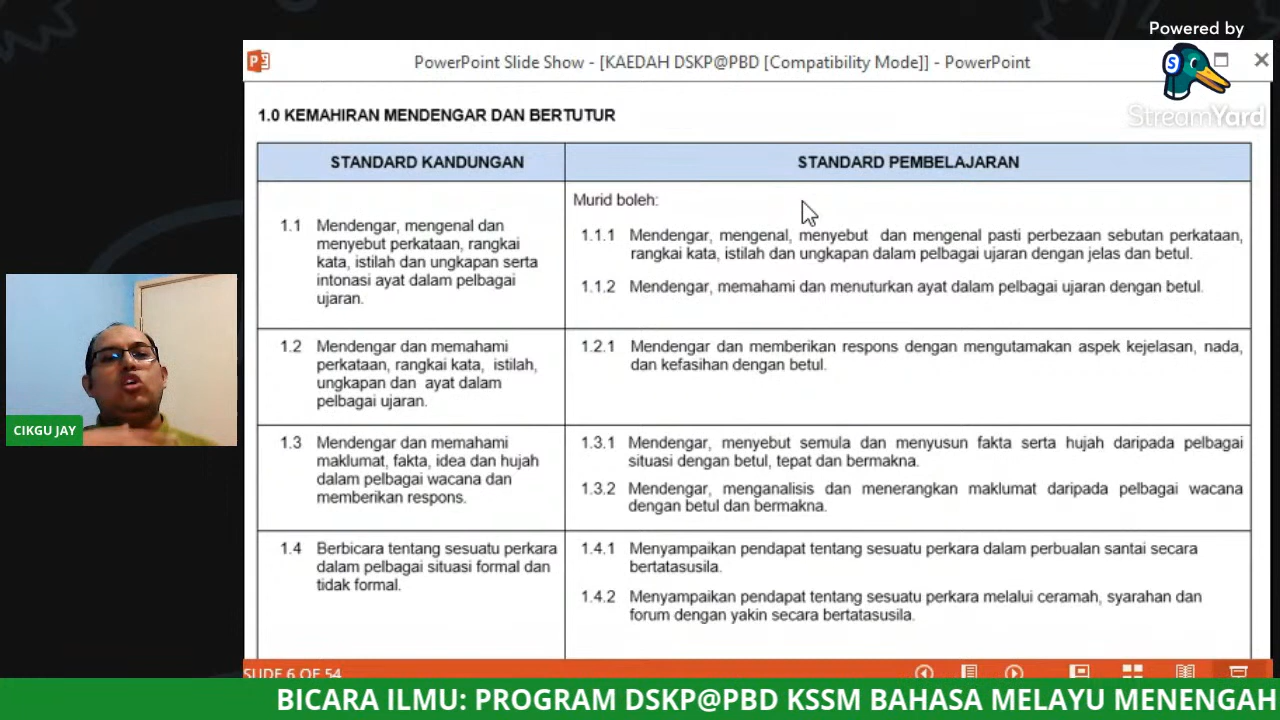 Powered by
PowerPoint Slide Show - [KAEDAH DSKP@PBD [Compatibility Mode]] - PowerPoint
StreamYard
1.0 KEMAHIRAN MENDENGAR DAN BERTUTUR
STANDARD KANDUNGAN
STANDARD PEMBELAJARAN
1.1 Mendengar, mengenal dan
menyebut perkataan, rangkai
kata, istilah dan ungkapan serta
intonasi ayat dalam pelbagai
ujaran.
Murid boleh:
1.1.1 Mendengar, mengenal, menyebut dan mengenal pasti perbezaan sebutan perkataan,
rangkai kata, istilah dan ungkapan dalam pelbagai ujaran dengan jelas dan betul.
1.1.2 Mendengar, memahami dan menuturkan ayat dalam pelbagai ujaran dengan betul.
1.2 Mendengar dan memahami
perkataan, rangkai kata, istilah,
ungkapan dan ayat dalam
pelbagai ujaran.
1.2.1 Mendengar dan memberikan respons dengan mengutamakan aspek kejelasan, nada,
dan kefasihan dengan betul.
1.3 Mendengar dan memahami
maklumat, fakta, idea dan hujah
dalam pelbagai wacana dan
memberikan respons.
1.3.1 Mendengar, menyebut semula dan menyusun fakta serta hujah daripada pelbagai
situasi dengan betul, tepat dan bermakna.
1.3.2 Mendengar, menganalisis dan menerangkan maklumat daripada pelbagai wacana
dengan betul dan bermakna.
1.4 Berbicara tentang sesuatu perkara
dalam pelbagai situasi formal dan
tidak formal.
1.4.1 Menyampaikan pendapat tentang sesuatu perkara dalam perbualan santai secara
bertatasusila.
1.4.2 Menyampaikan pendapat tentang sesuatu perkara melalui ceramah, syarahan dan
forum dengan yakin secara bertatasusila.
CIKGU JAY
SLIDE 6 OF 54
BICARA ILMU: PROGRAM DSKP@PBD KSSM BAHASA MELAYU MENENGAH